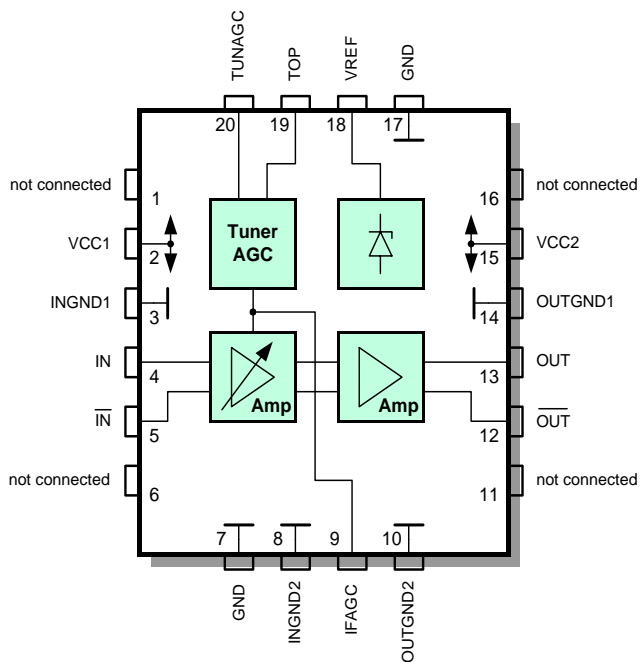 TUNAGC
TOP
VREF
GND
20
19
18
17
not connected
1
16
not connected
VCC1
2
Tuner
AGC
15
VCC2
INGND1
3
14
OUTGND1
IN
4
13
OUT
Amp
Amp
I̅N̅
5
12
O̅U̅T̅
not connected
6
11
not connected
7
8
9
10
GND
INGND2
IFAGC
OUTGND2